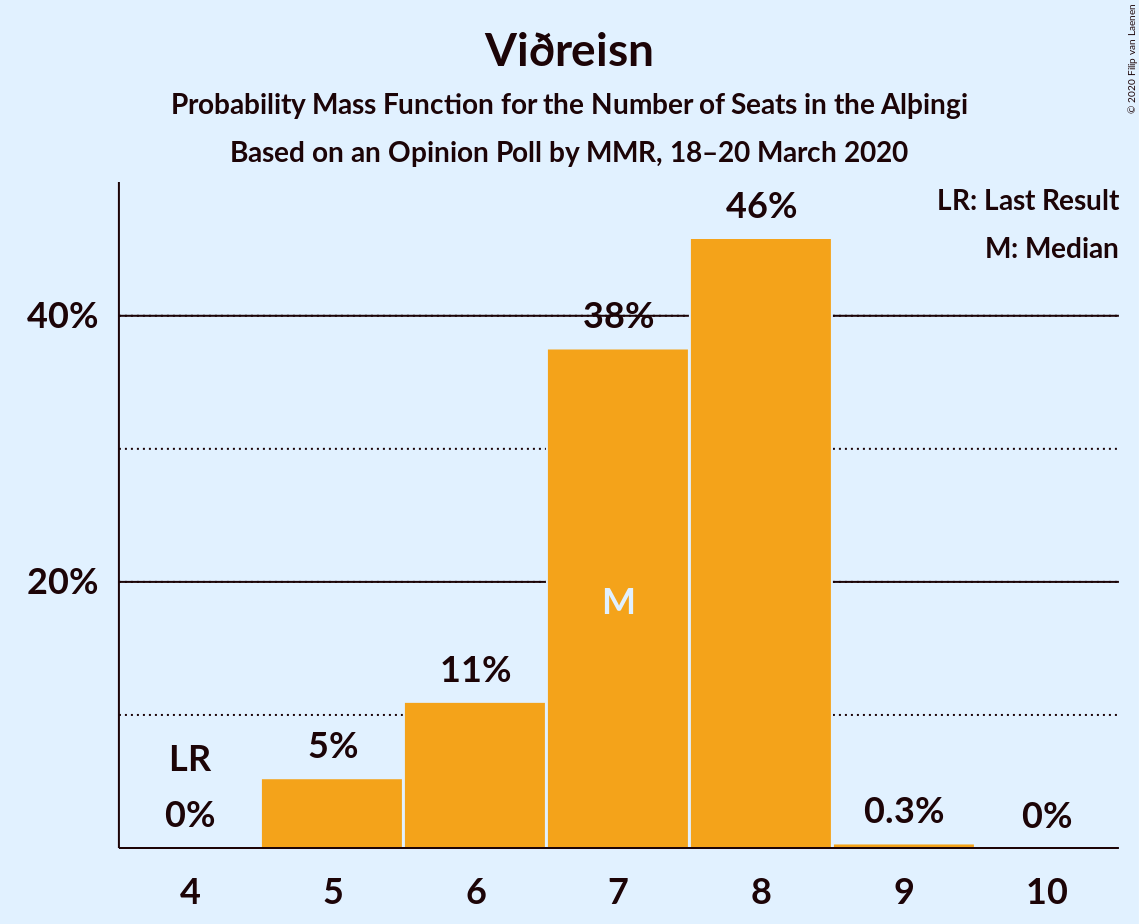 Viðreisn
Probability Mass Function for the Number of Seats in the Alþingi
Based on an Opinion Poll by MMR, 18–20 March 2020
© 2020 Filip van Laenen
LR: Last Result
M: Median
46%
40%
38%
20%
M
11%
LR
5%
0%
0.3%
0%
4 5 6 7 8 9 10